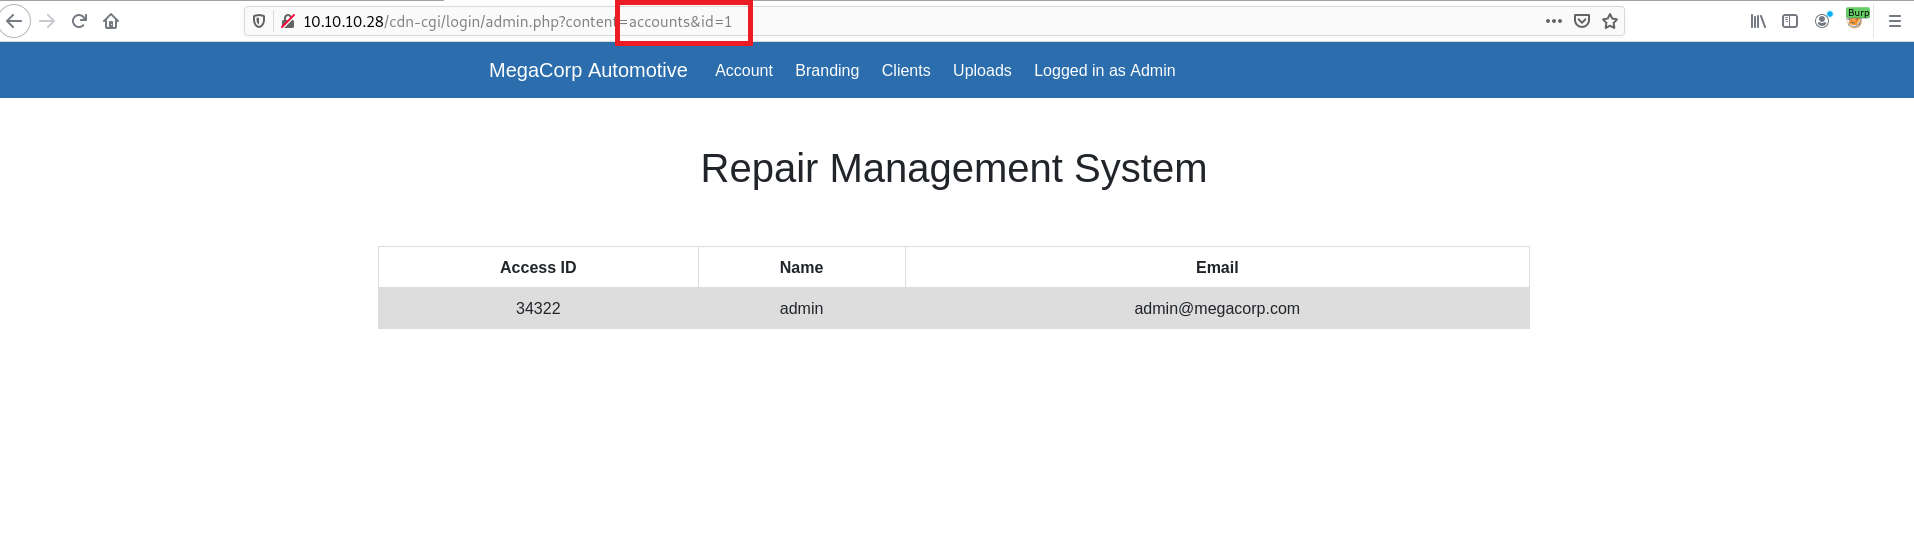 10.10.10.28/cdn-cgi/login/admin.php?content=accounts&id=1
Burp
MegaCorp Automotive Account Branding Clients Uploads Logged in as Admin
Repair Management System
Access ID Name Email
34322 admin admin@megacorp.com